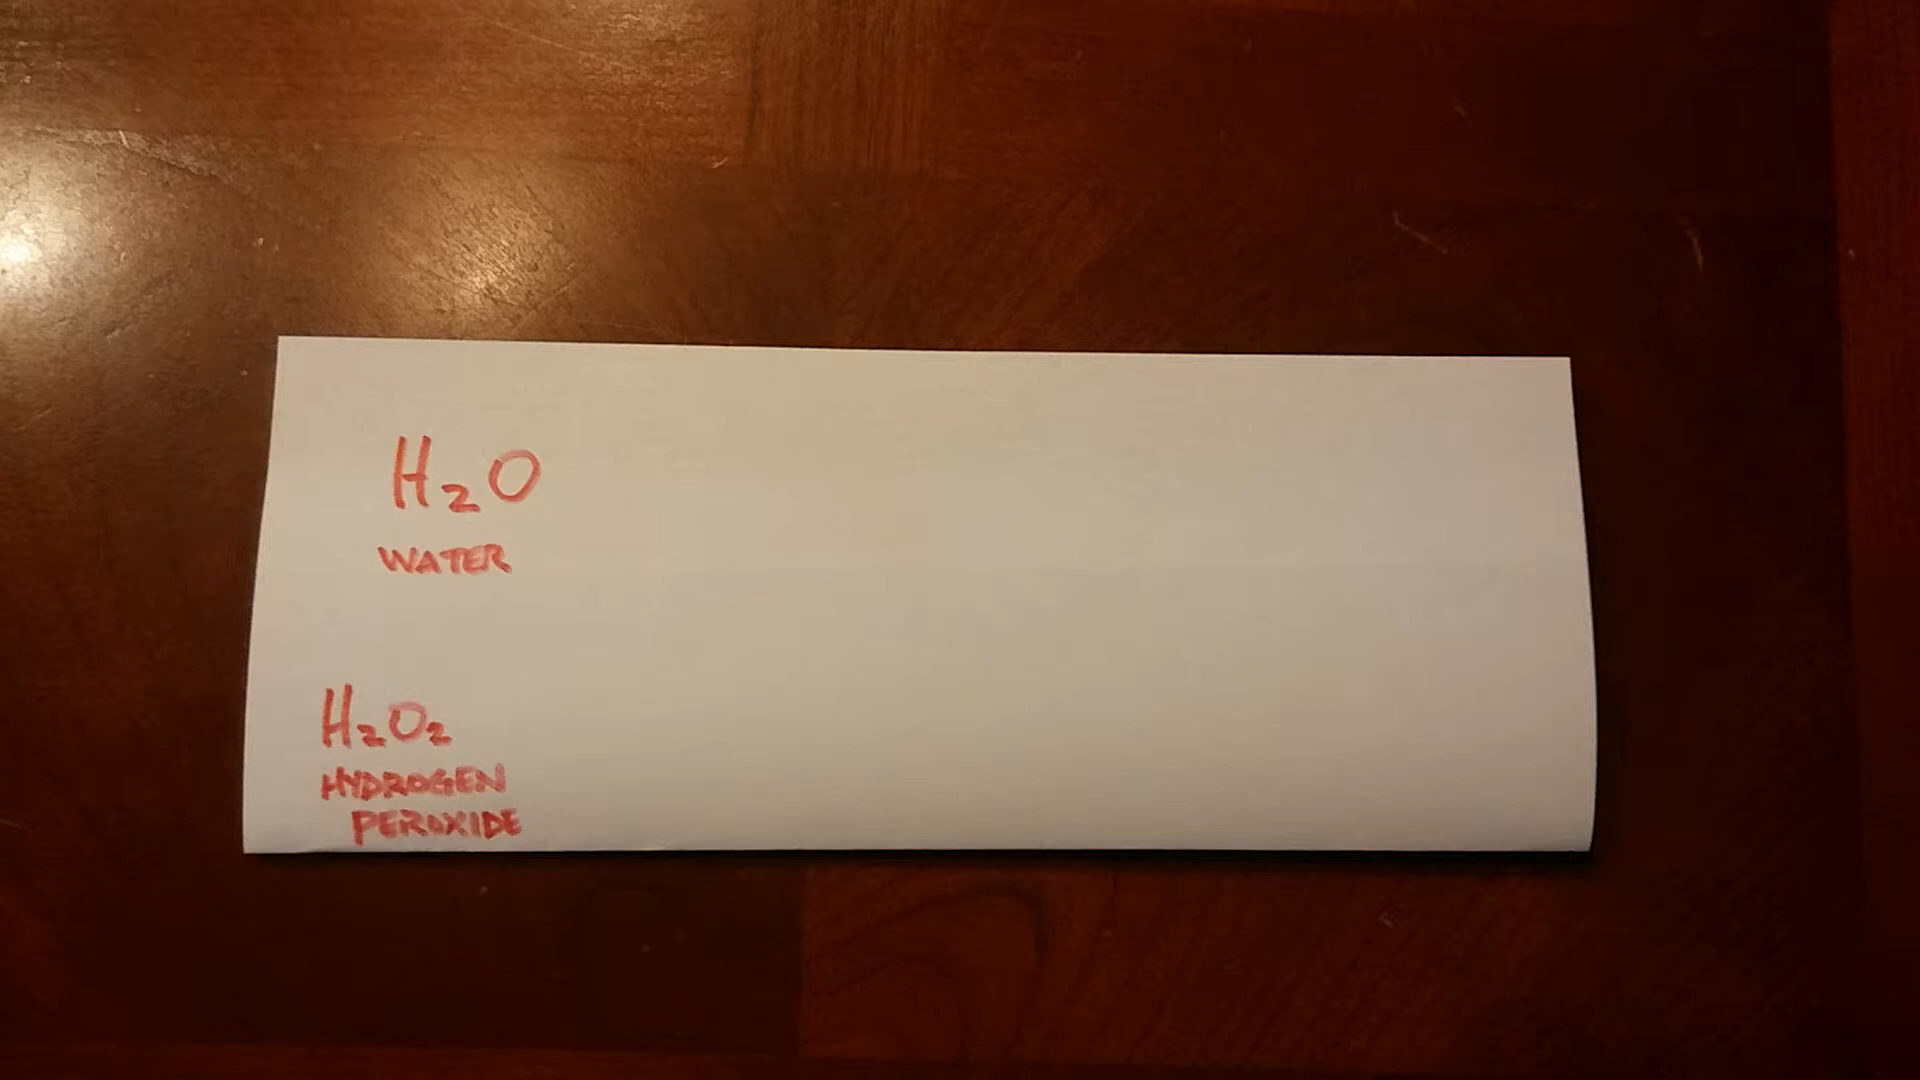 H₂O
WATER
H₂O₂
HYDROGEN
PEROXIDE